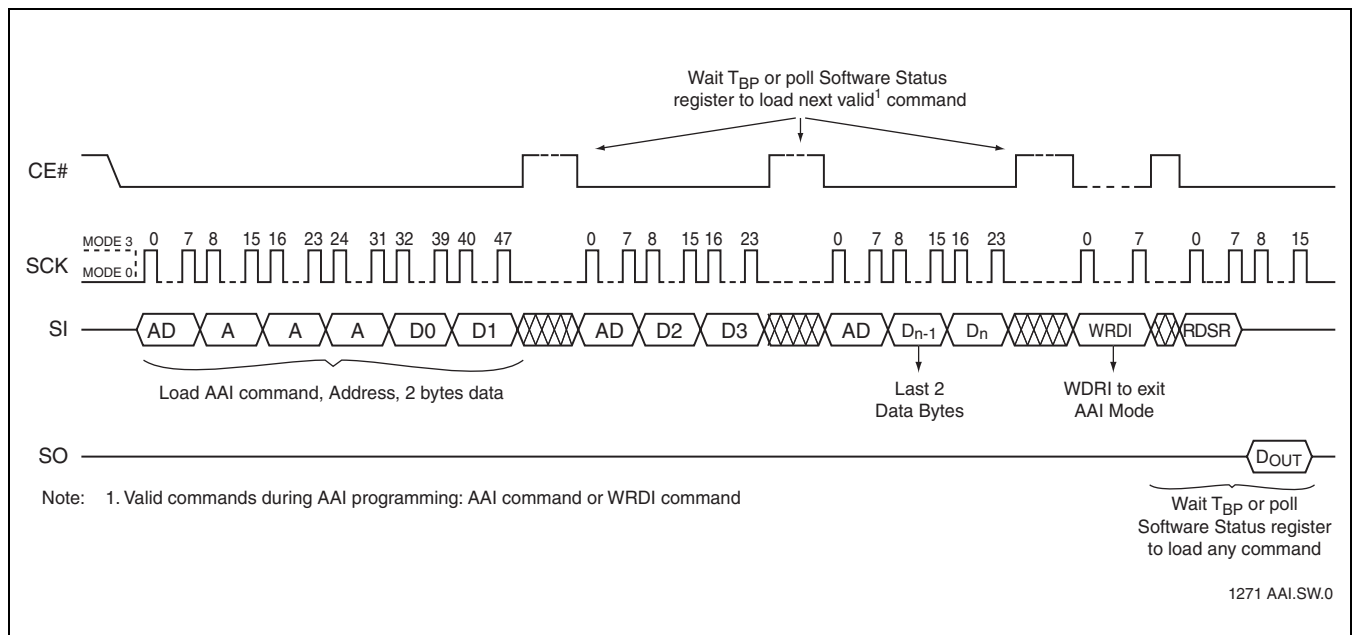 Wait TBP or poll Software Status
register to load next valid1 command
CE#
MODE 3
0 7 8 15 16 23 24 31 32 39 40 47 0 7 8 15 16 23 0 7 8 15 16 23 0 7 0 7 8 15
SCK
MODE 0
SI
AD A A A D0 D1 AD D2 D3 AD Dn-1 Dn WRDI RDSR
Load AAI command, Address, 2 bytes data
Last 2
Data Bytes
WDRI to exit
AAI Mode
SO
DOUT
Note: 1. Valid commands during AAI programming: AAI command or WRDI command
Wait TBP or poll
Software Status register
to load any command
1271 AAI.SW.0